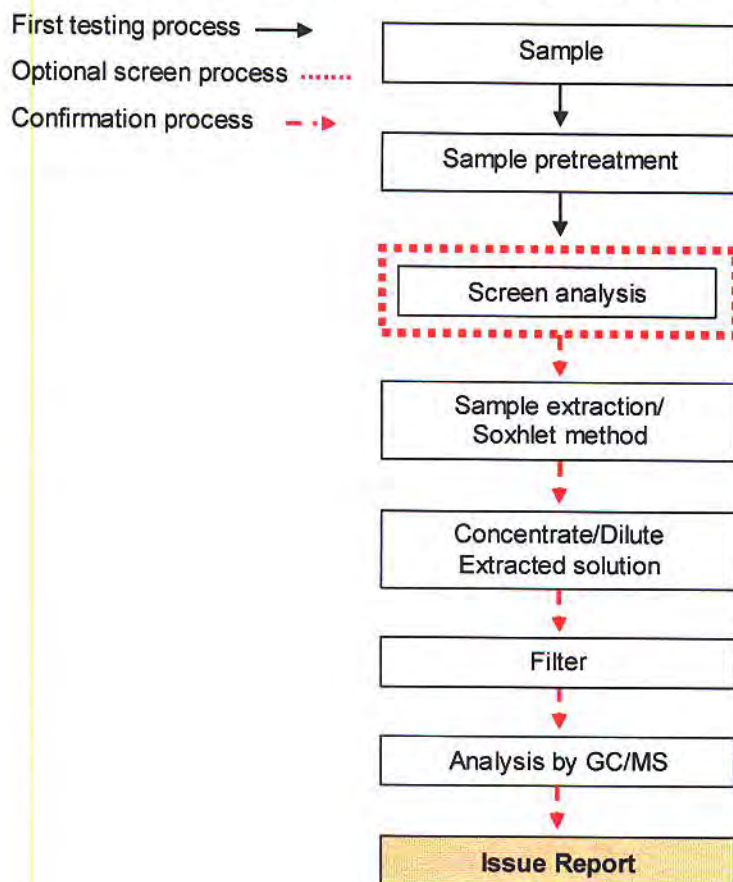 First testing process
Optional screen process
Confirmation process
Sample
Sample pretreatment
Screen analysis
Sample extraction/
Soxhlet method
Concentrate/Dilute
Extracted solution
Filter
Analysis by GC/MS
Issue Report